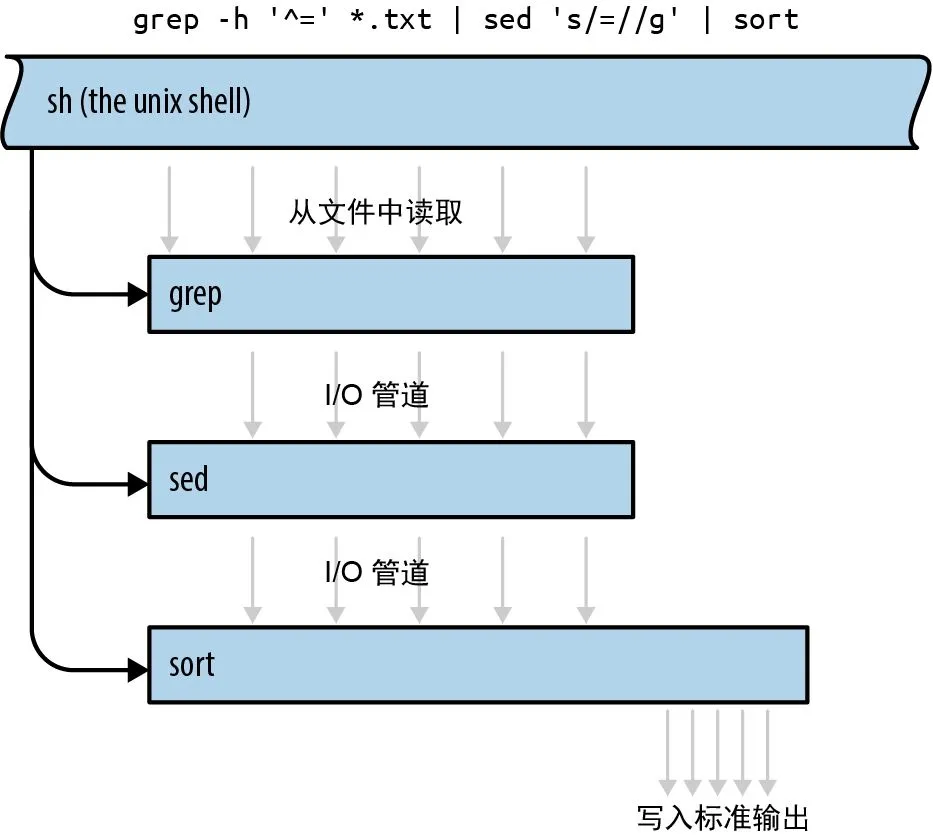 grep -h '^=' *.txt | sed 's/=//g' | sort
sh (the unix shell)
从文件中读取
grep
I/O 管道
sed
I/O 管道
sort
写入标准输出